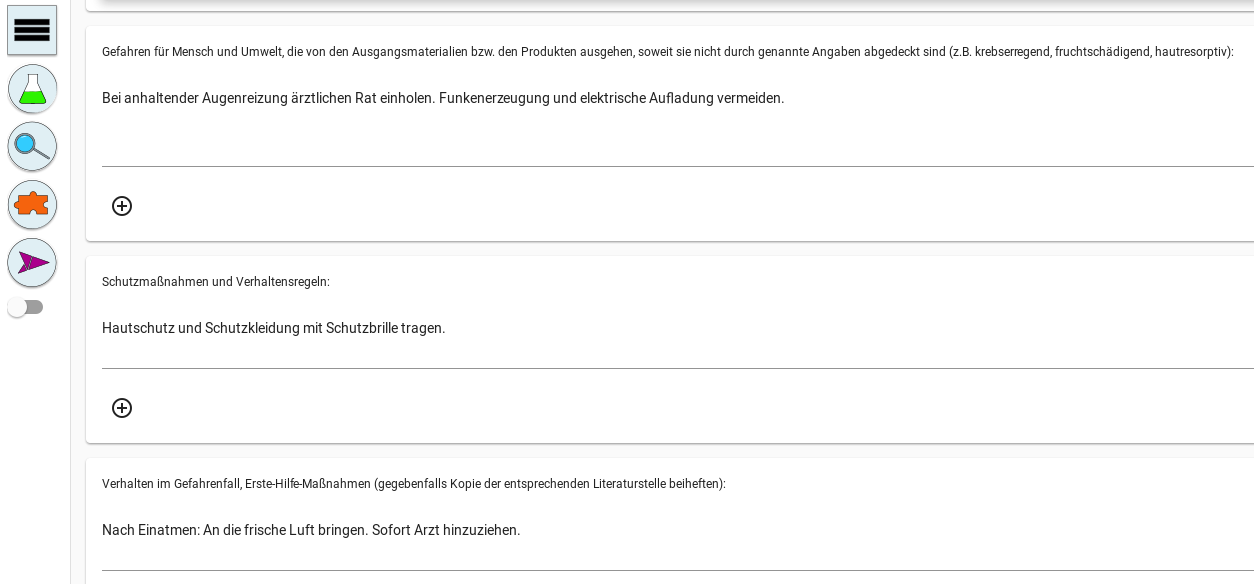 Gefahren für Mensch und Umwelt, die von den Ausgangsmaterialien bzw. den Produkten ausgehen, soweit sie nicht durch genannte Angaben abgedeckt sind (z.B. krebserregend, fruchtschädigend, hautresorptiv):
Bei anhaltender Augenreizung ärztlichen Rat einholen. Funkenerzeugung und elektrische Aufladung vermeiden.
Schutzmaßnahmen und Verhaltensregeln:
Hautschutz und Schutzkleidung mit Schutzbrille tragen.
Verhalten im Gefahrenfall, Erste-Hilfe-Maßnahmen (gegebenfalls Kopie der entsprechenden Literaturstelle beiheften):
Nach Einatmen: An die frische Luft bringen. Sofort Arzt hinzuziehen.